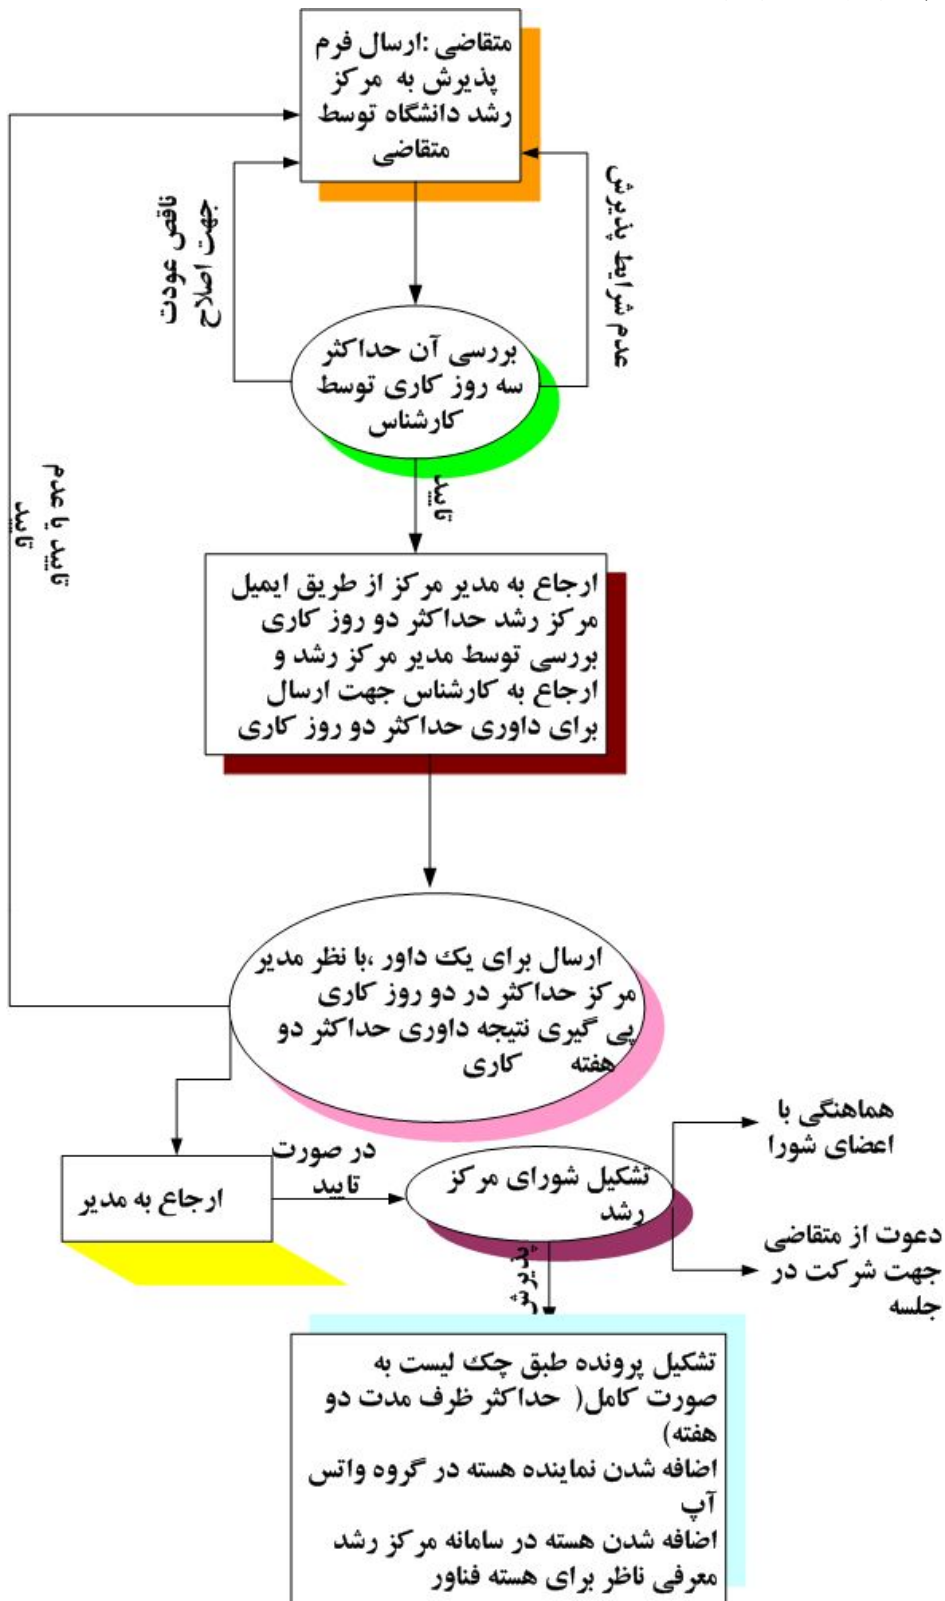 متقاضی :ارسال فرم
پذیرش به مرکز
رشد دانشگاه توسط
متقاضی
ناقص عودت
جهت اصلاح
عدم شرایط پذیرش
بررسی آن حداکثر
سه روز کاری توسط
کارشناس
تایید
تایید یا عدم
تایید
ارجاع به مدیر مرکز از طریق ایمیل
مرکز رشد حداکثر دو روز کاری
بررسی توسط مدیر مرکز رشد و
ارجاع به کارشناس جهت ارسال
برای داوری حداکثر دو روز کاری
ارسال برای یک داور ،با نظر مدیر
مرکز حداکثر در دو روز کاری
پی گیری نتیجه داوری حداکثر دو
هفته کاری
هماهنگی با
اعضای شورا
در صورت
تایید
تشکیل شورای مرکز
رشد
ارجاع به مدیر
دعوت از متقاضی
جهت شرکت در
جلسه
پذیرش
تشکیل پرونده طبق چک لیست به
صورت کامل( حداکثر ظرف مدت دو
هفته)
اضافه شدن نماینده هسته در گروه واتس
آپ
اضافه شدن هسته در سامانه مرکز رشد
معرفی ناظر برای هسته فناور